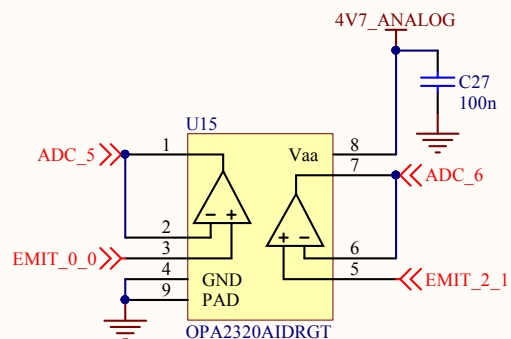 4V7_ANALOG
C27
100n
U15
1
Vaa
8
ADC_5
7
ADC_6
2
- +
+ -
6
EMIT_0_0
3
5
EMIT_2_1
4
GND
9
PAD
OPA2320AIDRGT